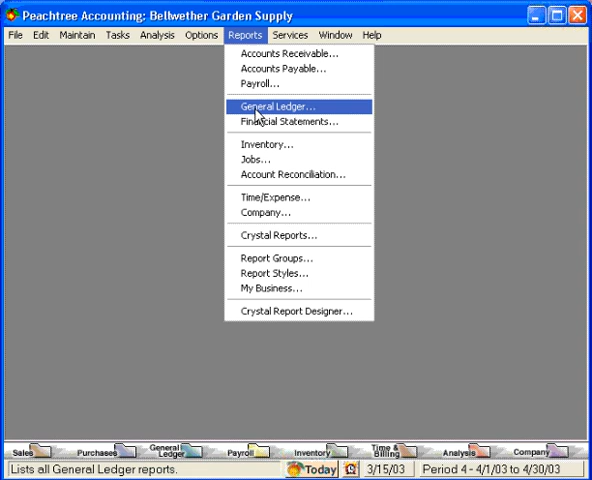 Peachtree Accounting: Bellwether Garden Supply
File Edit Maintain Tasks Analysis Options Reports Services Window Help
Accounts Receivable...
Accounts Payable...
Payroll...
General Ledger...
Financial Statements...
Inventory...
Jobs...
Account Reconciliation...
Time/Expense...
Company...
Crystal Reports...
Report Groups...
Report Styles...
My Business...
Crystal Report Designer...
Sales Purchases General Ledger Payroll Inventory Time & Billing Analysis Company
Lists all General Ledger reports. Today 3/15/03 Period 4 - 4/1/03 to 4/30/03